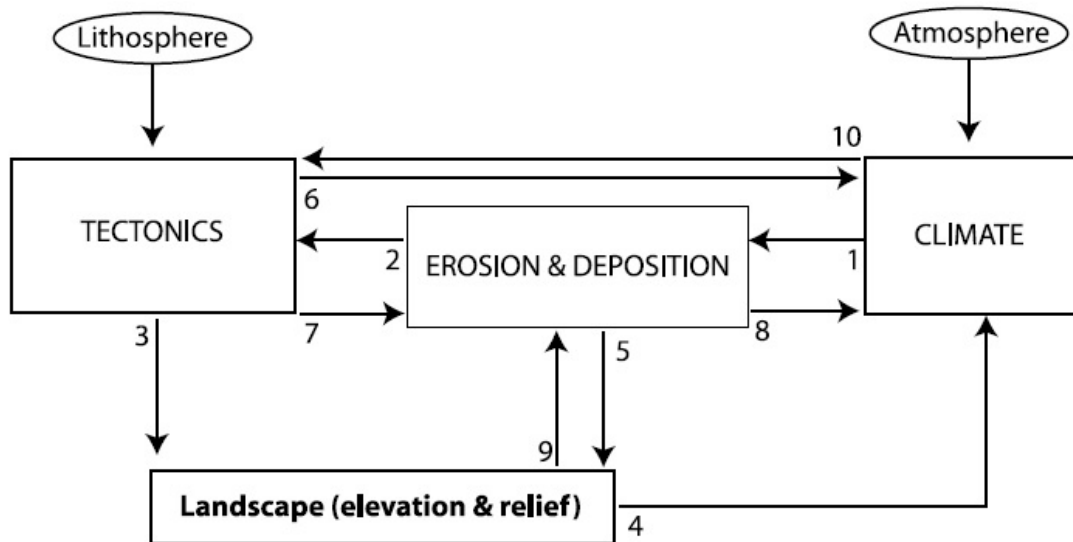 Lithosphere
Atmosphere
10
6
TECTONICS
CLIMATE
2
1
EROSION & DEPOSITION
3
7
5
8
9
Landscape (elevation & relief)
4